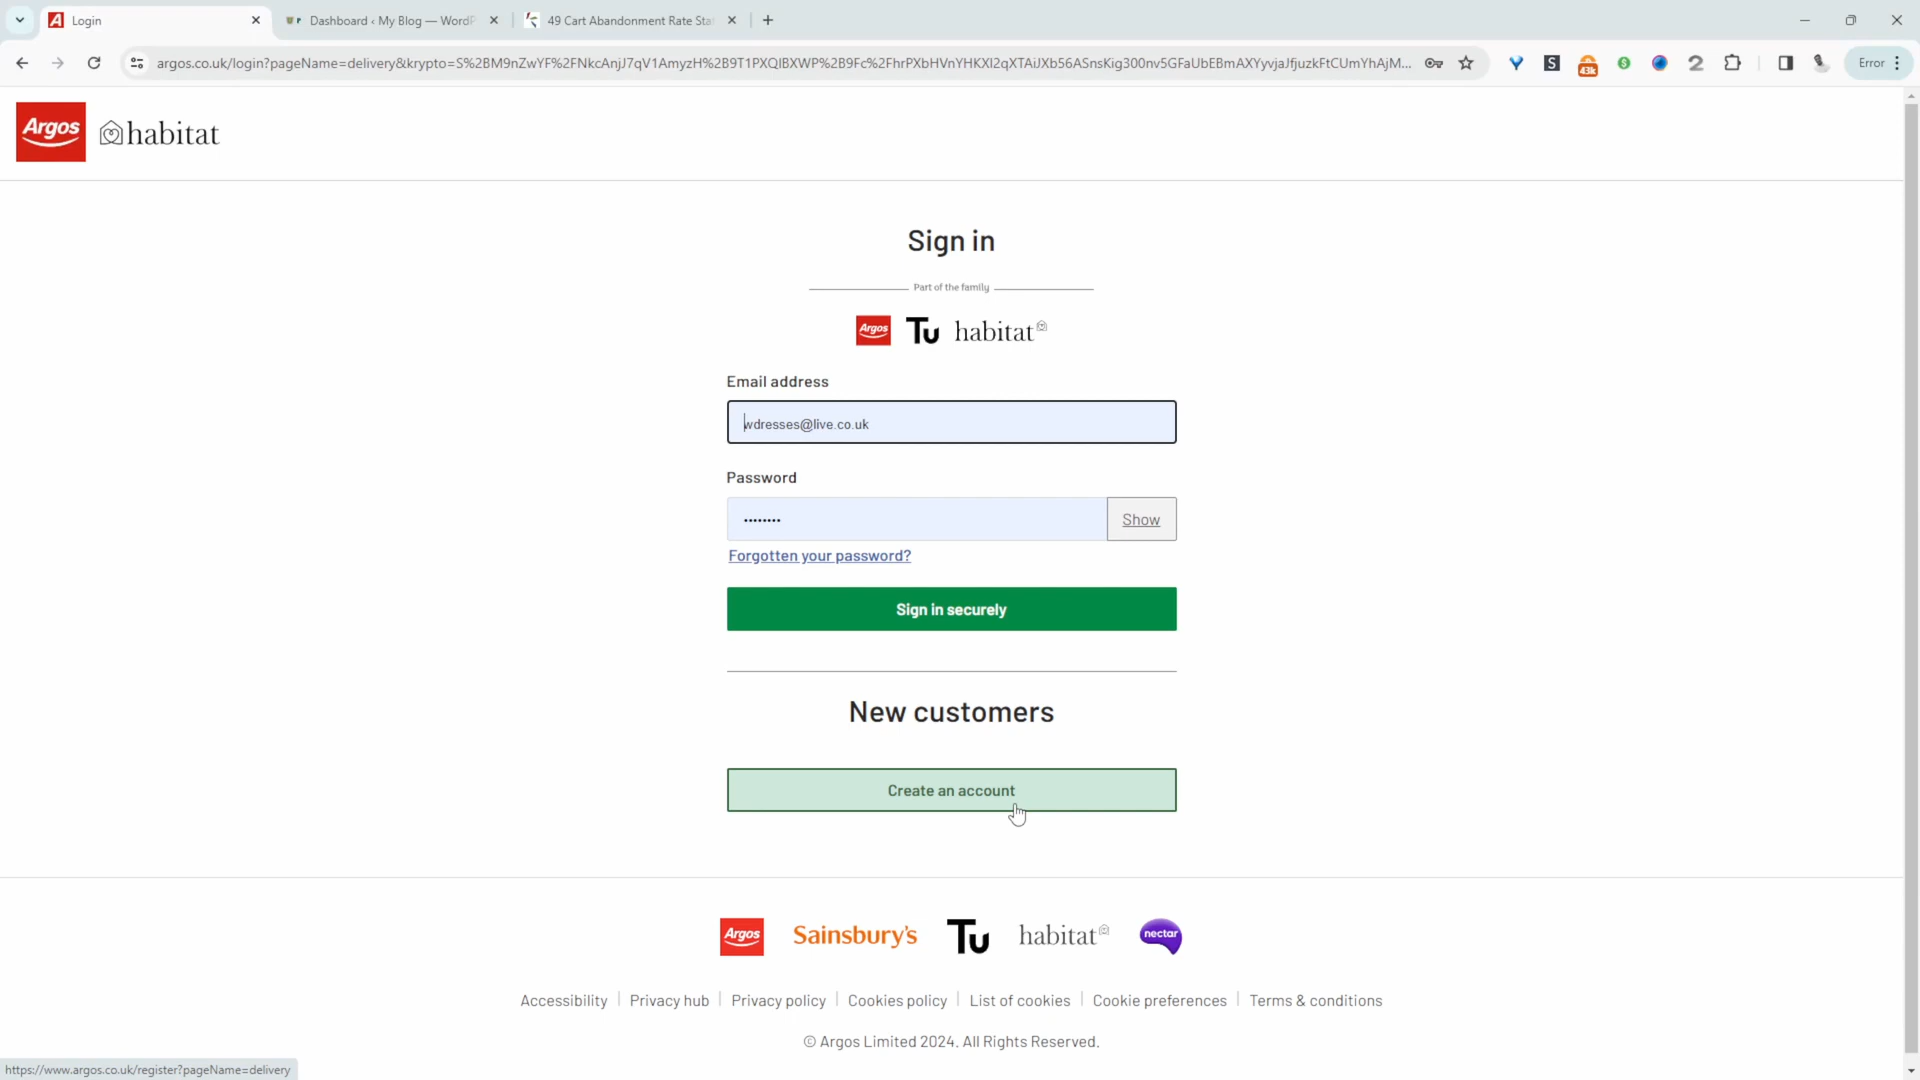 Login
Dashboard ‹ My Blog — WordP
49 Cart Abandonment Rate Sta
argos.co.uk/login?pageName=delivery&krypto=S%2BM9nZwYF%2FNkcAnjJ7qV1AmyzH%2B9T1PXQIBXWP%2B9Fc%2FhrPXbHVnYHKXI2qXTAiJXb56ASnsKig300nv5GFaUbEBmAXYyvjaJfjuzkFtCUmYhAjM...
S
43k
Error
Argos
habitat
Sign in
Part of the family
Argos
Tu
habitat
Email address
wdresses@live.co.uk
Password
••••••••
Show
Forgotten your password?
Sign in securely
New customers
Create an account
Argos
Sainsbury's
Tu
habitat
nectar
Accessibility
Privacy hub
Privacy policy
Cookies policy
List of cookies
Cookie preferences
Terms & conditions
© Argos Limited 2024. All Rights Reserved.
https://www.argos.co.uk/register?pageName=delivery